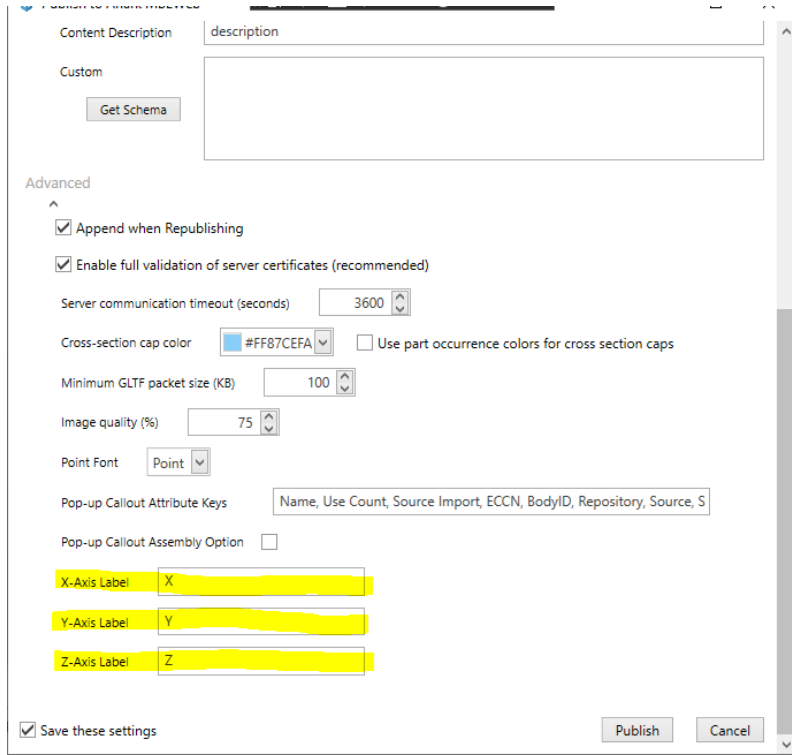 Content Description description
Custom
Get Schema
Advanced
Append when Republishing
Enable full validation of server certificates (recommended)
Server communication timeout (seconds) 3600
Cross-section cap color #FF87CEFA Use part occurrence colors for cross section caps
Minimum GLTF packet size (KB) 100
Image quality (%) 75
Point Font Point
Pop-up Callout Attribute Keys Name, Use Count, Source Import, ECCN, BodyID, Repository, Source, S
Pop-up Callout Assembly Option
X-Axis Label X
Y-Axis Label Y
Z-Axis Label Z
Save these settings Publish Cancel